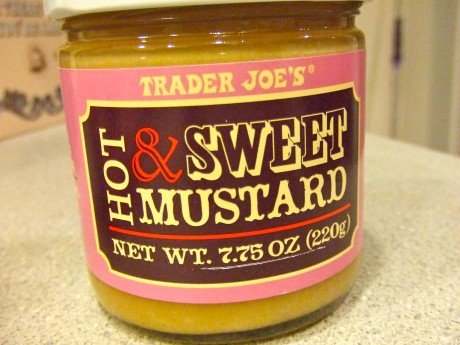 TRADER JOE'S®
HOT & SWEET
MUSTARD
NET WT. 7.75 OZ (220g)